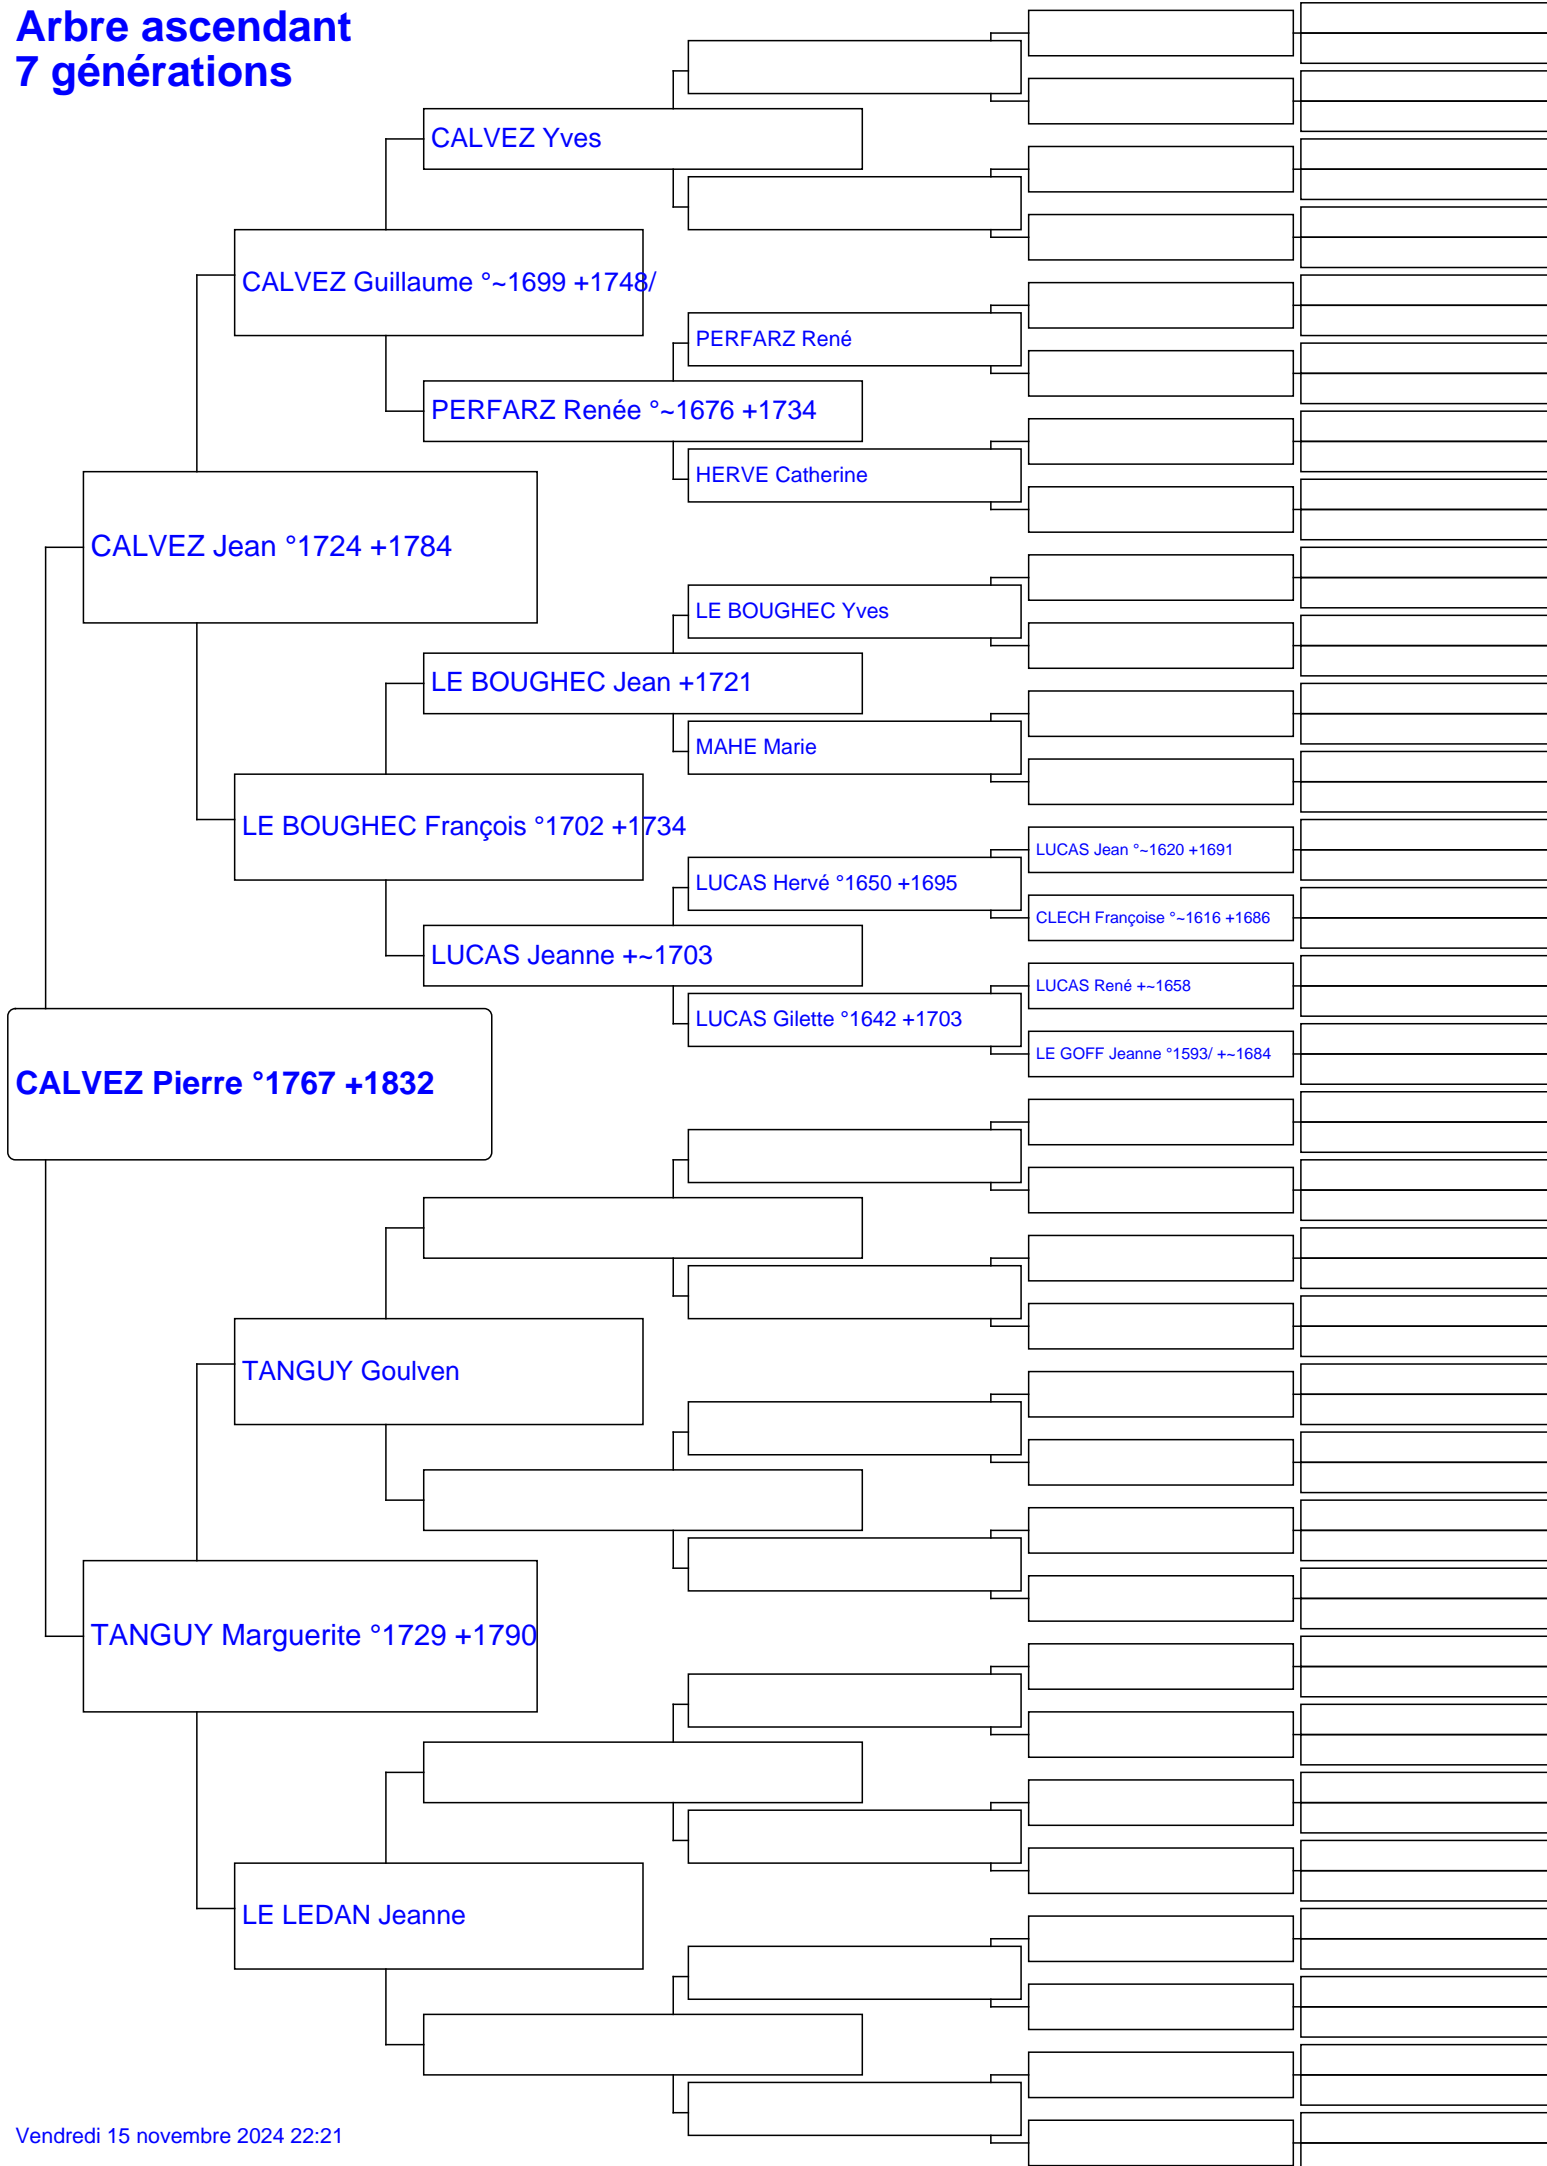 Arbre ascendant
7 générations
CALVEZ Yves
CALVEZ Guillaume °~1699 +1748/
PERFARZ René
PERFARZ Renée °~1676 +1734
HERVE Catherine
CALVEZ Jean °1724 +1784
LE BOUGHEC Yves
LE BOUGHEC Jean +1721
MAHE Marie
LE BOUGHEC François °1702 +1734
LUCAS Jean °~1620 +1691
LUCAS Hervé °1650 +1695
CLECH Françoise °~1616 +1686
LUCAS Jeanne +~1703
LUCAS René +~1658
LUCAS Gilette °1642 +1703
LE GOFF Jeanne °1593/ +~1684
CALVEZ Pierre °1767 +1832
TANGUY Goulven
TANGUY Marguerite °1729 +1790
LE LEDAN Jeanne
Vendredi 15 novembre 2024 22:21